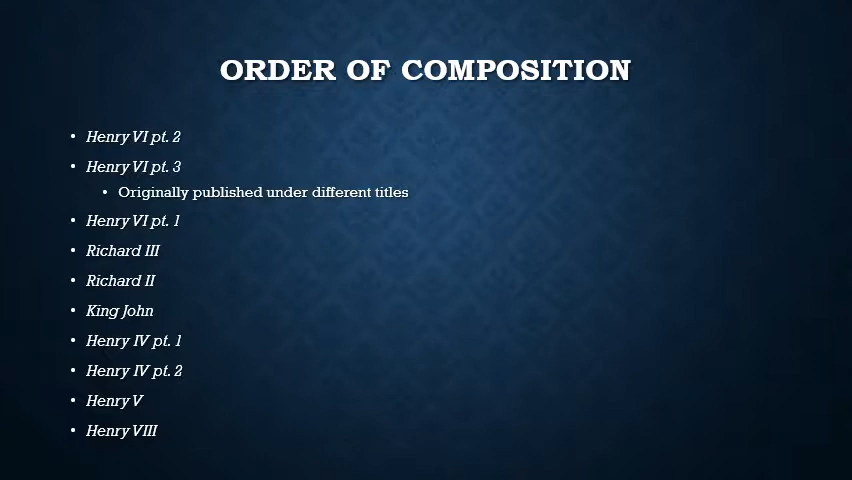 ORDER OF COMPOSITION
• Henry VI pt. 2
• Henry VI pt. 3
• Originally published under different titles
• Henry VI pt. 1
• Richard III
• Richard II
• King John
• Henry IV pt. 1
• Henry IV pt. 2
• Henry V
• Henry VIII